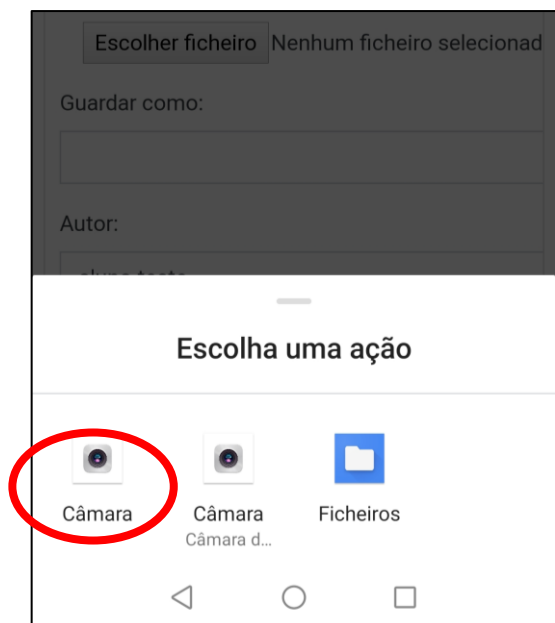 Escolher ficheiro Nenhum ficheiro selecionad
Guardar como:
Autor:
Escolha uma ação
Câmara Câmara Ficheiros
Câmara d...